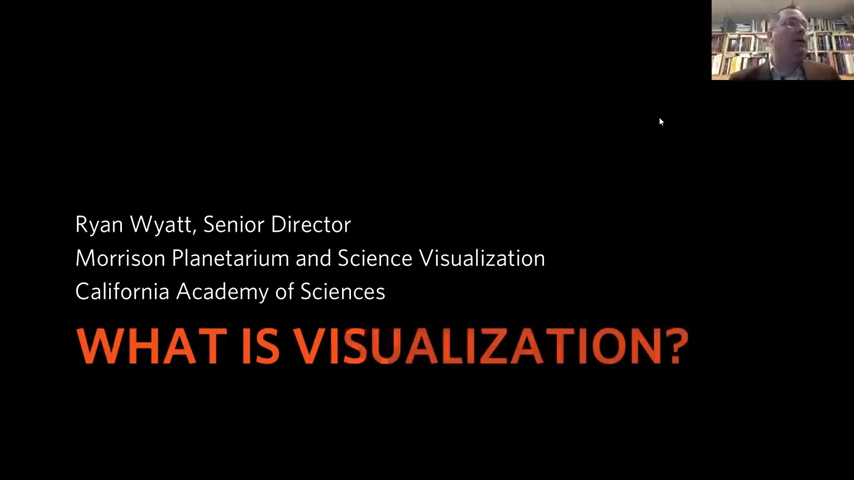 Ryan Wyatt, Senior Director
Morrison Planetarium and Science Visualization
California Academy of Sciences
WHAT IS VISUALIZATION?